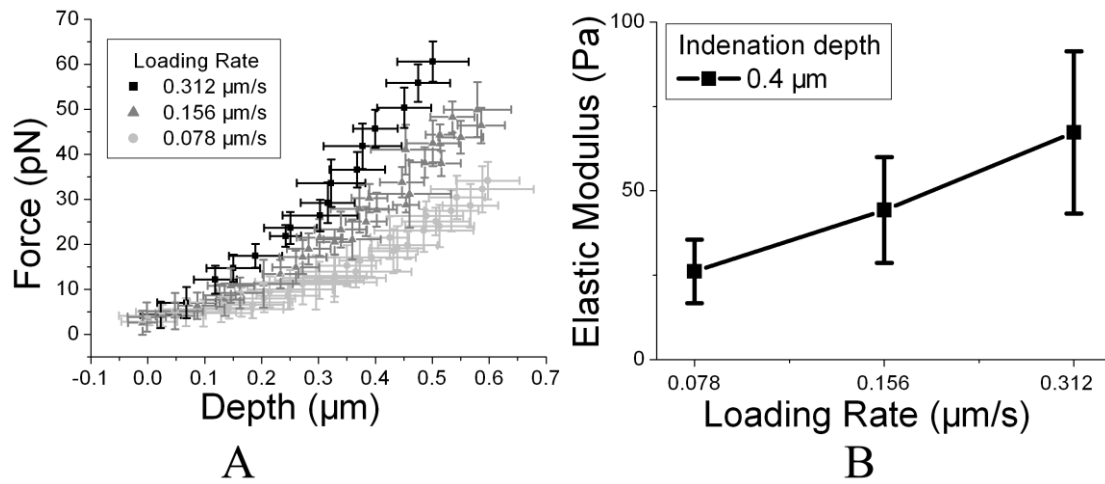 70
60
50
40
30
20
10
0
Force (pN)
Loading Rate
0.312 µm/s
0.156 µm/s
0.078 µm/s
-0.1 0.0 0.1 0.2 0.3 0.4 0.5 0.6 0.7
Depth (µm)
A
100
50
0
Elastic Modulus (Pa)
Indenation depth
0.4 µm
0.078 0.156 0.312
Loading Rate (µm/s)
B